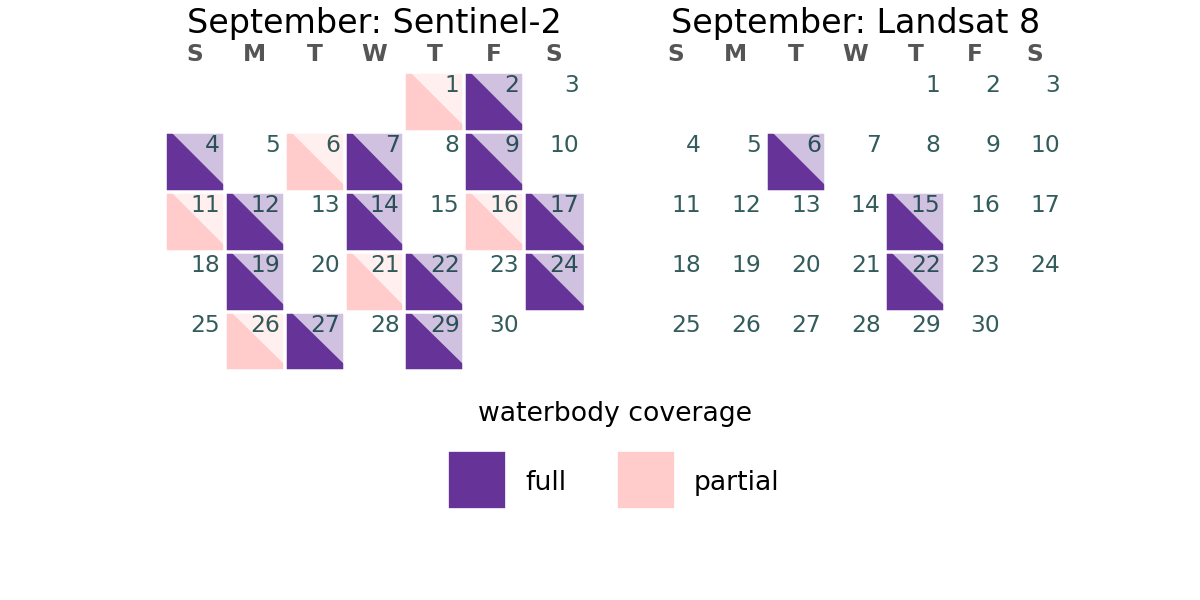 September: Sentinel-2
S M T W T F S
1 2 3
4 5 6 7 8 9 10
11 12 13 14 15 16 17
18 19 20 21 22 23 24
25 26 27 28 29 30
September: Landsat 8
S M T W T F S
1 2 3
4 5 6 7 8 9 10
11 12 13 14 15 16 17
18 19 20 21 22 23 24
25 26 27 28 29 30
waterbody coverage
full partial